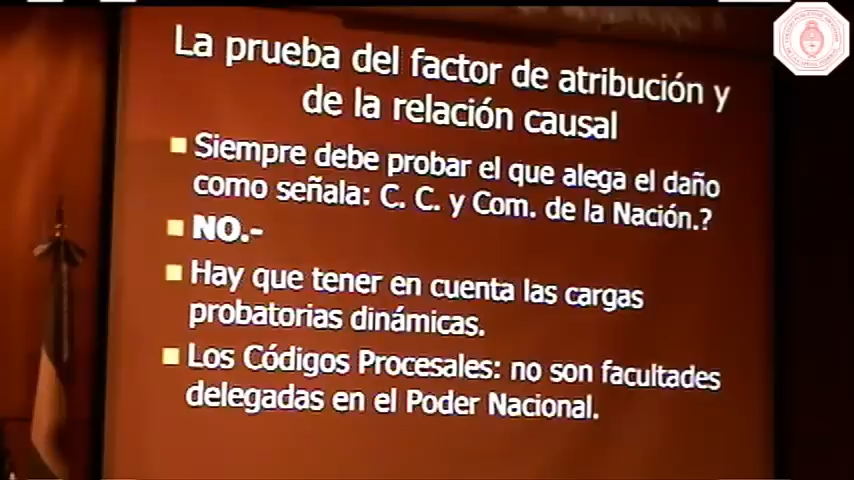 La prueba del factor de atribución y
de la relación causal
Siempre debe probar el que alega el daño
como señala: C. C. y Com. de la Nación.?
NO.-
Hay que tener en cuenta las cargas
probatorias dinámicas.
Los Códigos Procesales: no son facultades
delegadas en el Poder Nacional.